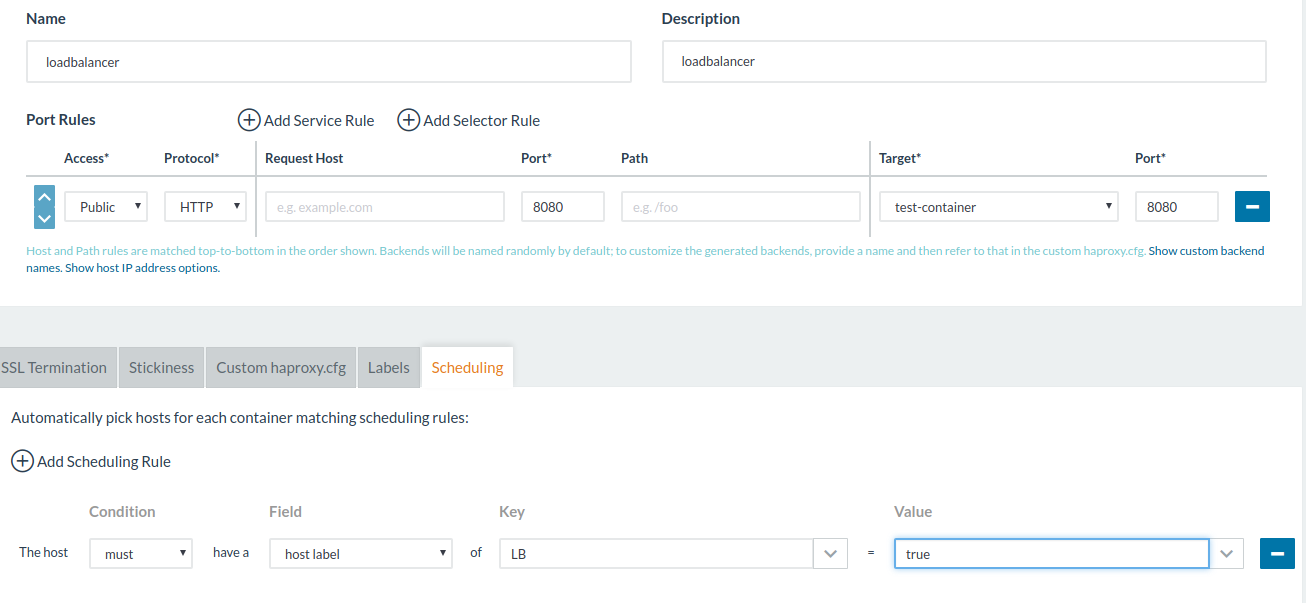 Name Description
loadbalancer loadbalancer
Port Rules Add Service Rule Add Selector Rule
Access* Protocol* Request Host Port* Path Target* Port*
Public HTTP e.g. example.com 8080 e.g. /foo test-container 8080
Host and Path rules are matched top-to-bottom in the order shown. Backends will be named randomly by default; to customize the generated backends, provide a name and then refer to that in the custom haproxy.cfg. Show custom backend
names. Show host IP address options.
SSL Termination Stickiness Custom haproxy.cfg Labels Scheduling
Automatically pick hosts for each container matching scheduling rules:
Add Scheduling Rule
Condition Field Key Value
The host must have a host label of LB = true